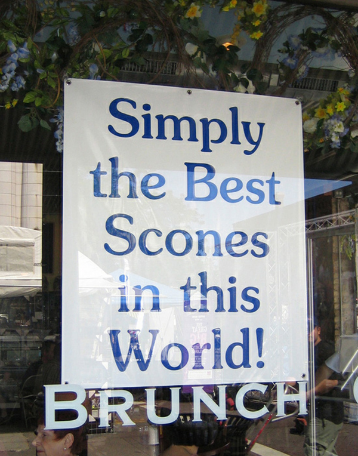 Simply
the Best
Scones
in this
World!
BRUNCH